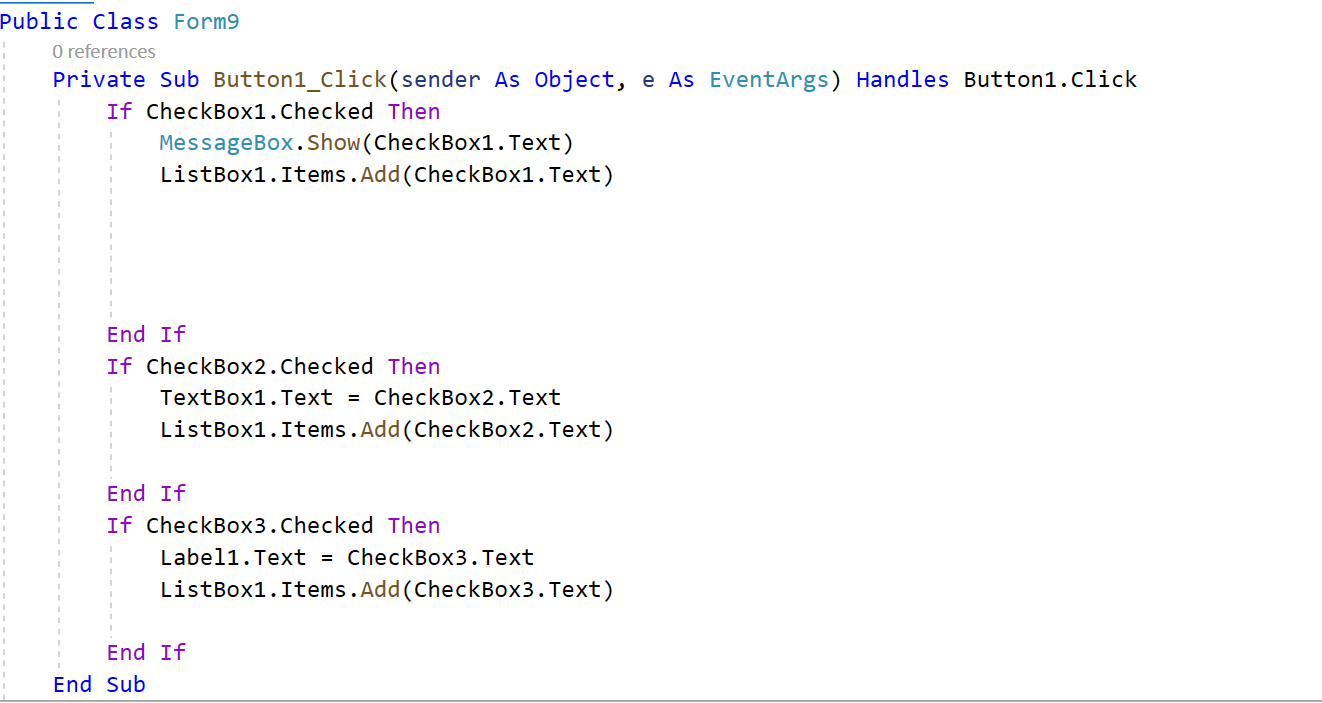 Public Class Form9
0 references
Private Sub Button1_Click(sender As Object, e As EventArgs) Handles Button1.Click
If CheckBox1.Checked Then
MessageBox.Show(CheckBox1.Text)
ListBox1.Items.Add(CheckBox1.Text)
End If
If CheckBox2.Checked Then
TextBox1.Text = CheckBox2.Text
ListBox1.Items.Add(CheckBox2.Text)
End If
If CheckBox3.Checked Then
Label1.Text = CheckBox3.Text
ListBox1.Items.Add(CheckBox3.Text)
End If
End Sub